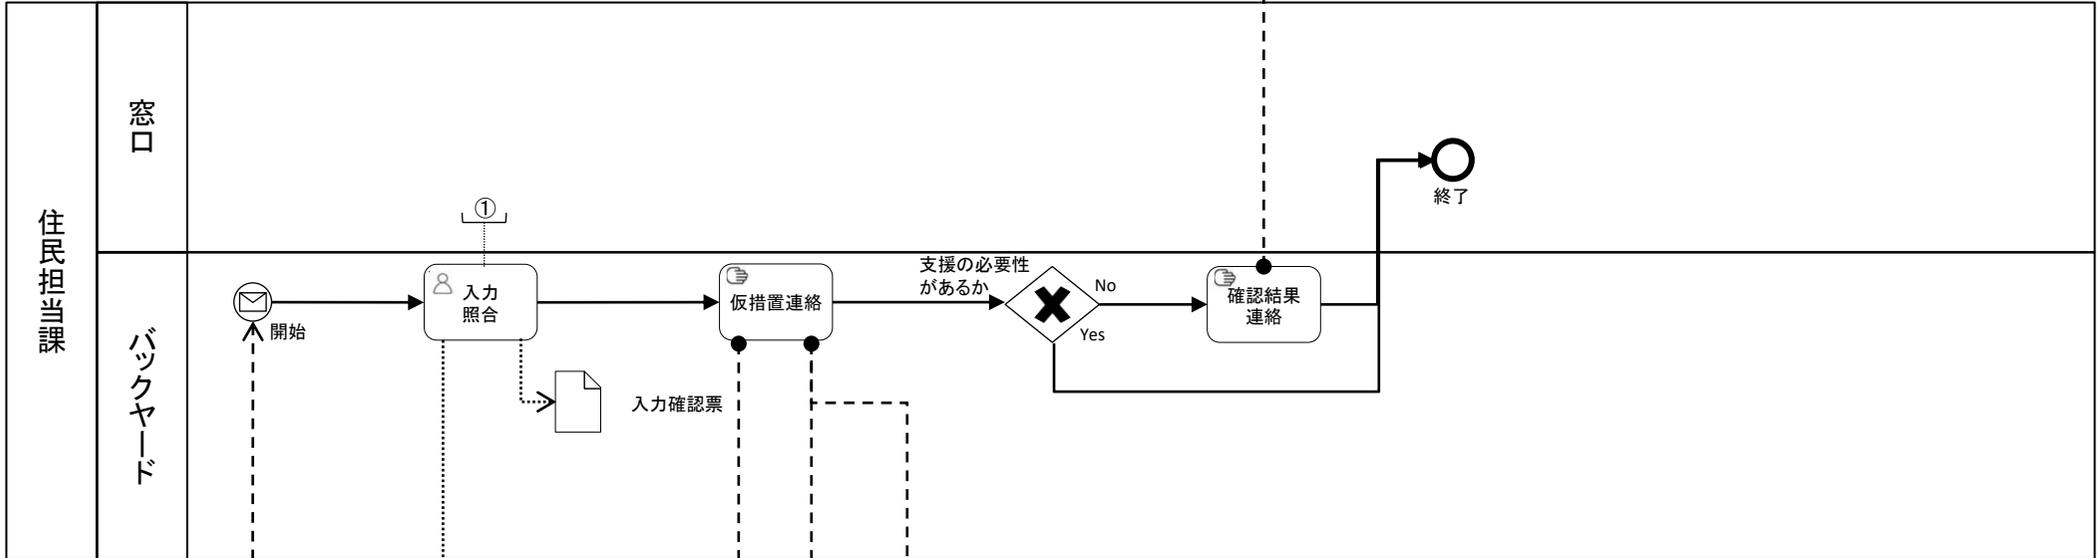 住民担当課
窓口
バックヤード
①
開始
入力
照合
入力確認票
仮措置連絡
支援の必要性
があるか
No
Yes
確認結果
連絡
終了